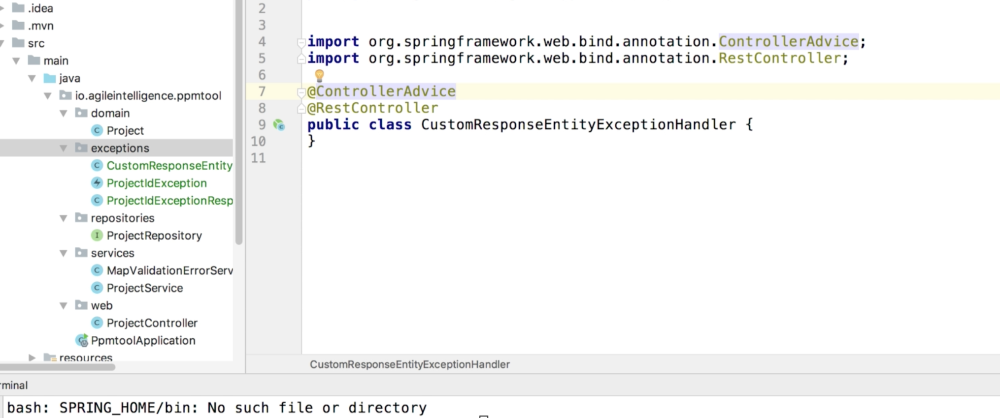 .idea
.mvn
src
main
java
io.agileintelligence.ppmtool
domain
Project
exceptions
CustomResponseEntity
ProjectIdException
ProjectIdExceptionResp
repositories
ProjectRepository
services
MapValidationErrorServ
ProjectService
web
ProjectController
PpmtoolApplication
resources
2
3
4 import org.springframework.web.bind.annotation.ControllerAdvice;
5 import org.springframework.web.bind.annotation.RestController;
6
7 @ControllerAdvice
8 @RestController
9 public class CustomResponseEntityExceptionHandler {
10 }
11
CustomResponseEntityExceptionHandler
rminal
bash: SPRING_HOME/bin: No such file or directory